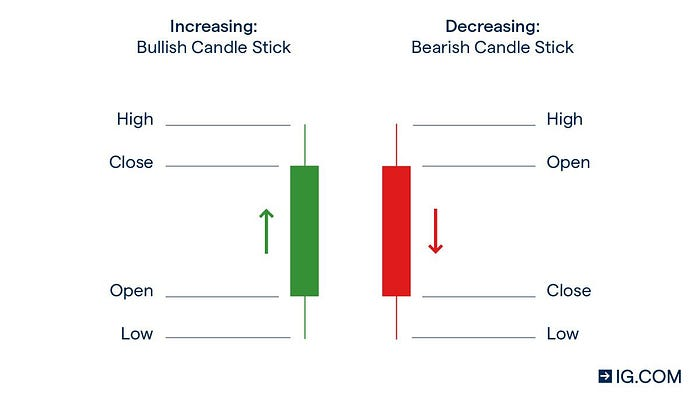 Increasing:
Bullish Candle Stick
High
Close
Open
Low
Decreasing:
Bearish Candle Stick
High
Open
Close
Low
IG.COM